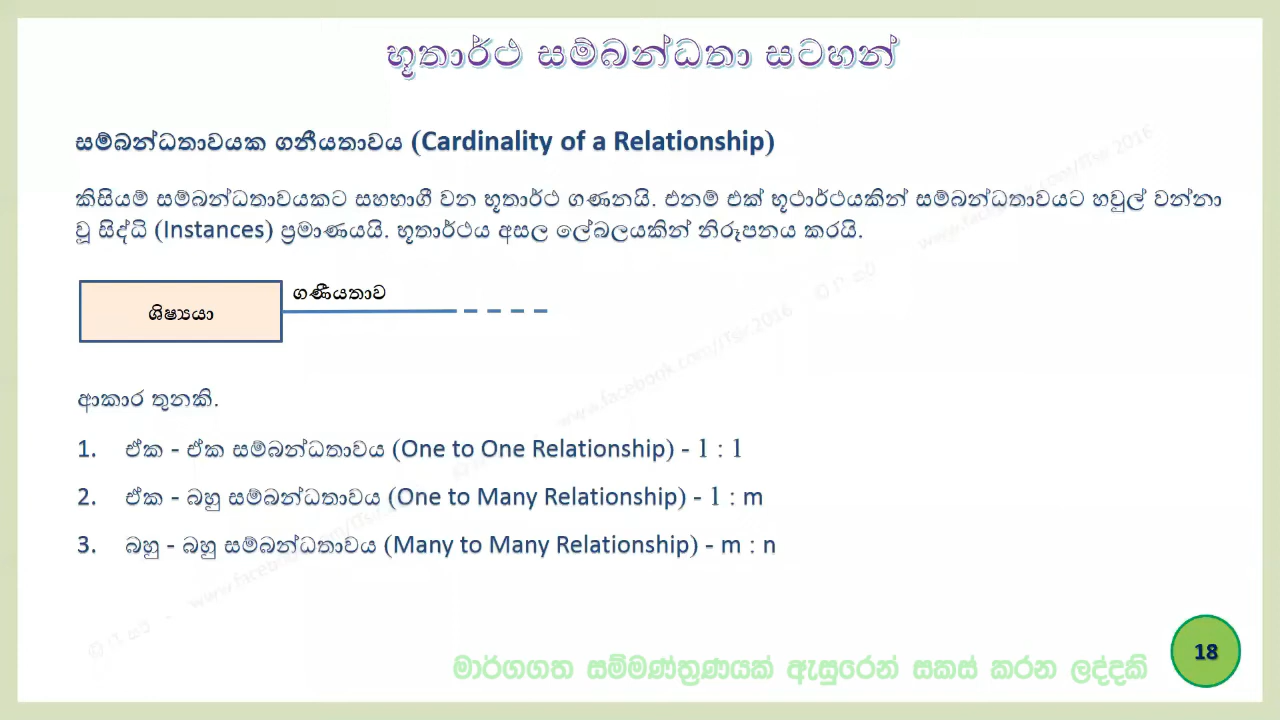 භූතාර්ථ සම්බන්ධතා සටහන්
සම්බන්ධතාවයක ගනීයතාවය (Cardinality of a Relationship)
කිසියම් සම්බන්ධතාවයකට සහභාගී වන භූතාර්ථ ගණනයි. එනම් එක් භූථාර්ථයකින් සම්බන්ධතාවයට හවුල් වන්නා
වූ සිද්ධි (Instances) ප්‍රමාණයයි. භූතාර්ථය අසල ලේබලයකින් නිරූපනය කරයි.
ගණීයතාව
ශිෂ්‍යයා
ආකාර තුනකි.
1. ඒක - ඒක සම්බන්ධතාවය (One to One Relationship) - 1 : 1
2. ඒක - බහු සම්බන්ධතාවය (One to Many Relationship) - 1 : m
3. බහු - බහු සම්බන්ධතාවය (Many to Many Relationship) - m : n
මාර්ගගත සම්මණ්ත්‍රණයක් ඇසුරෙන් සකස් කරන ලද්දකි
18